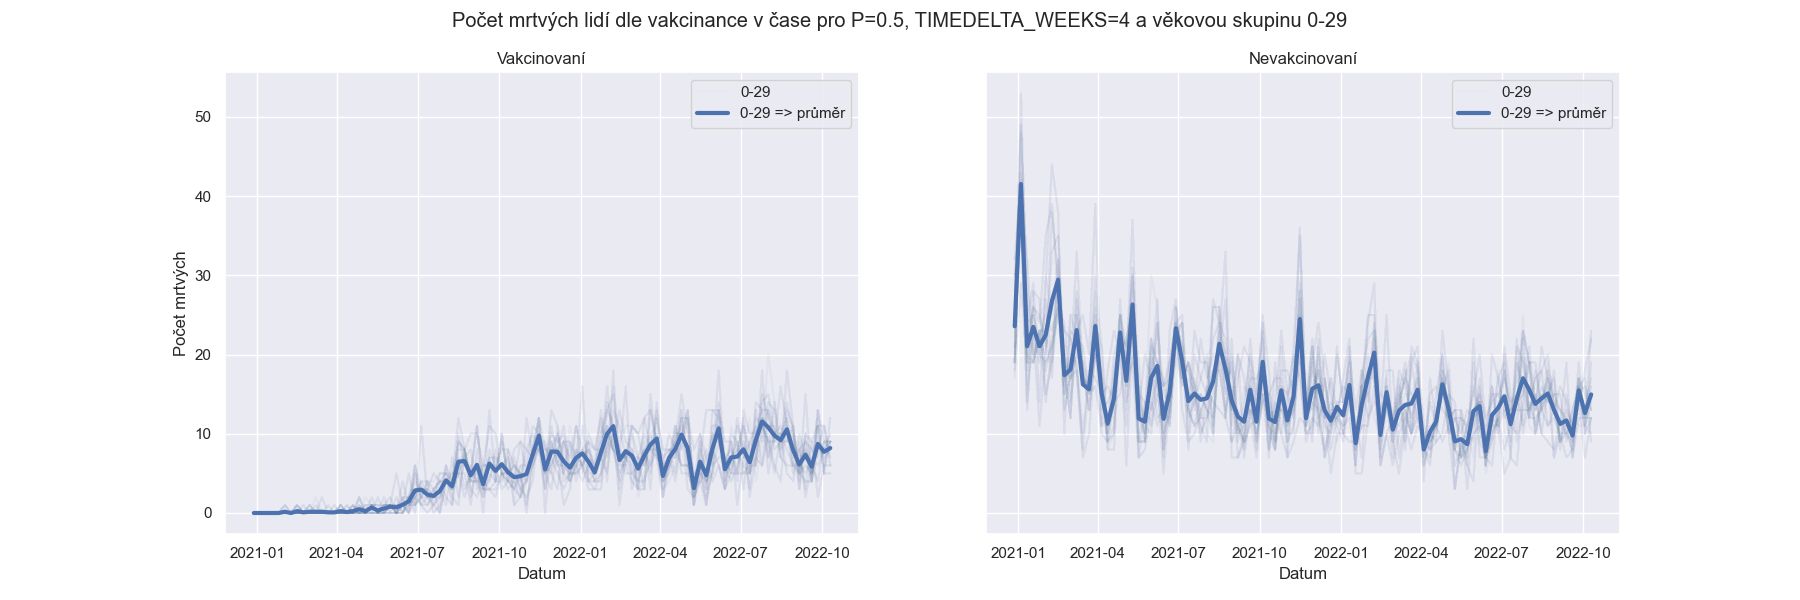 Počet mrtvých lidí dle vakcinance v čase pro P=0.5, TIMEDELTA_WEEKS=4 a věkovou skupinu 0-29
Vakcinovaní
0-29
0-29 => průměr
50
40
30
20
10
0
Počet mrtvých
2021-01 2021-04 2021-07 2021-10 2022-01 2022-04 2022-07 2022-10
Datum
Nevakcinovaní
0-29
0-29 => průměr
2021-01 2021-04 2021-07 2021-10 2022-01 2022-04 2022-07 2022-10
Datum